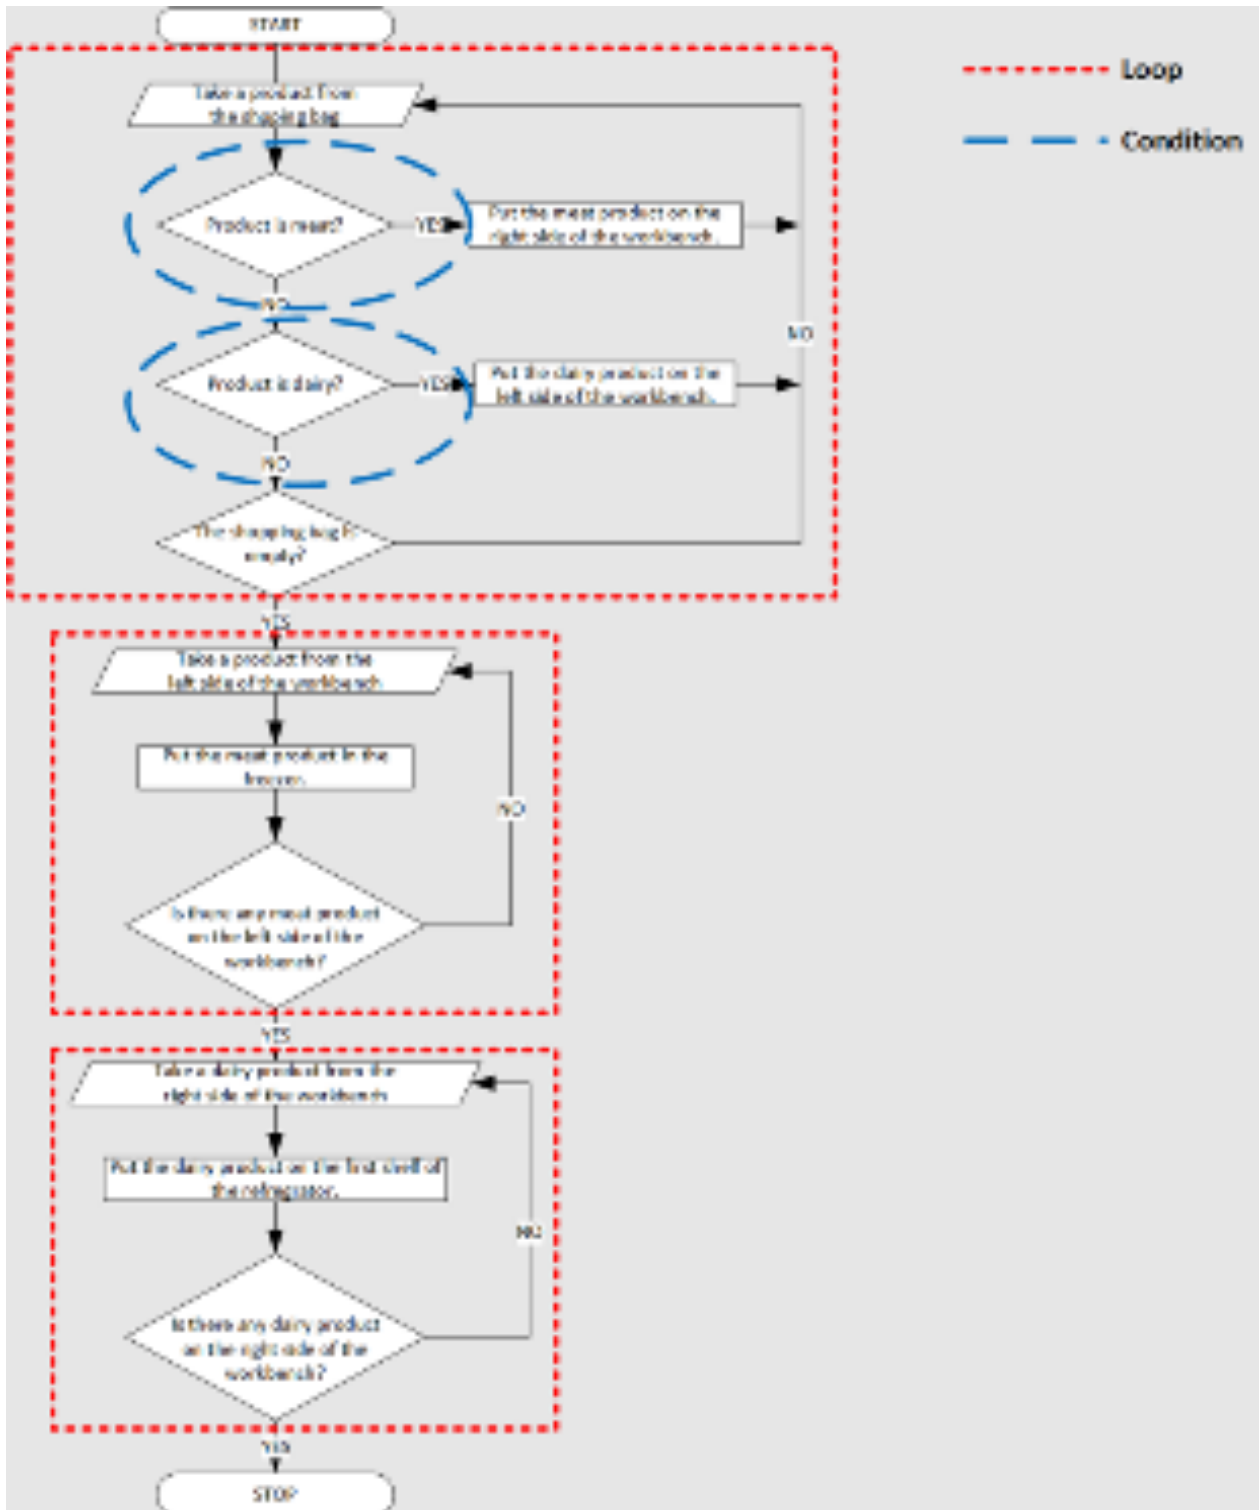 START
Loop
Take a product from
the shpping bag
Condition
Product is meat?
YES
Put the meat product on the
right side of the workbench.
NO
NO
Product is dairy?
YES
Put the dairy product on the
left side of the workbench.
NO
The shopping bag is
empty?
YES
Take a product from the
left side of the workbench
Put the meat product in the
freezer.
NO
Is there any meat product
on the left side of the
workbench?
YES
Take a dairy product from the
right side of the workbench
Put the dairy product on the first shelf of
the
NO
Is there any dairy product
on the right side of the
workbench?
YES
STOP